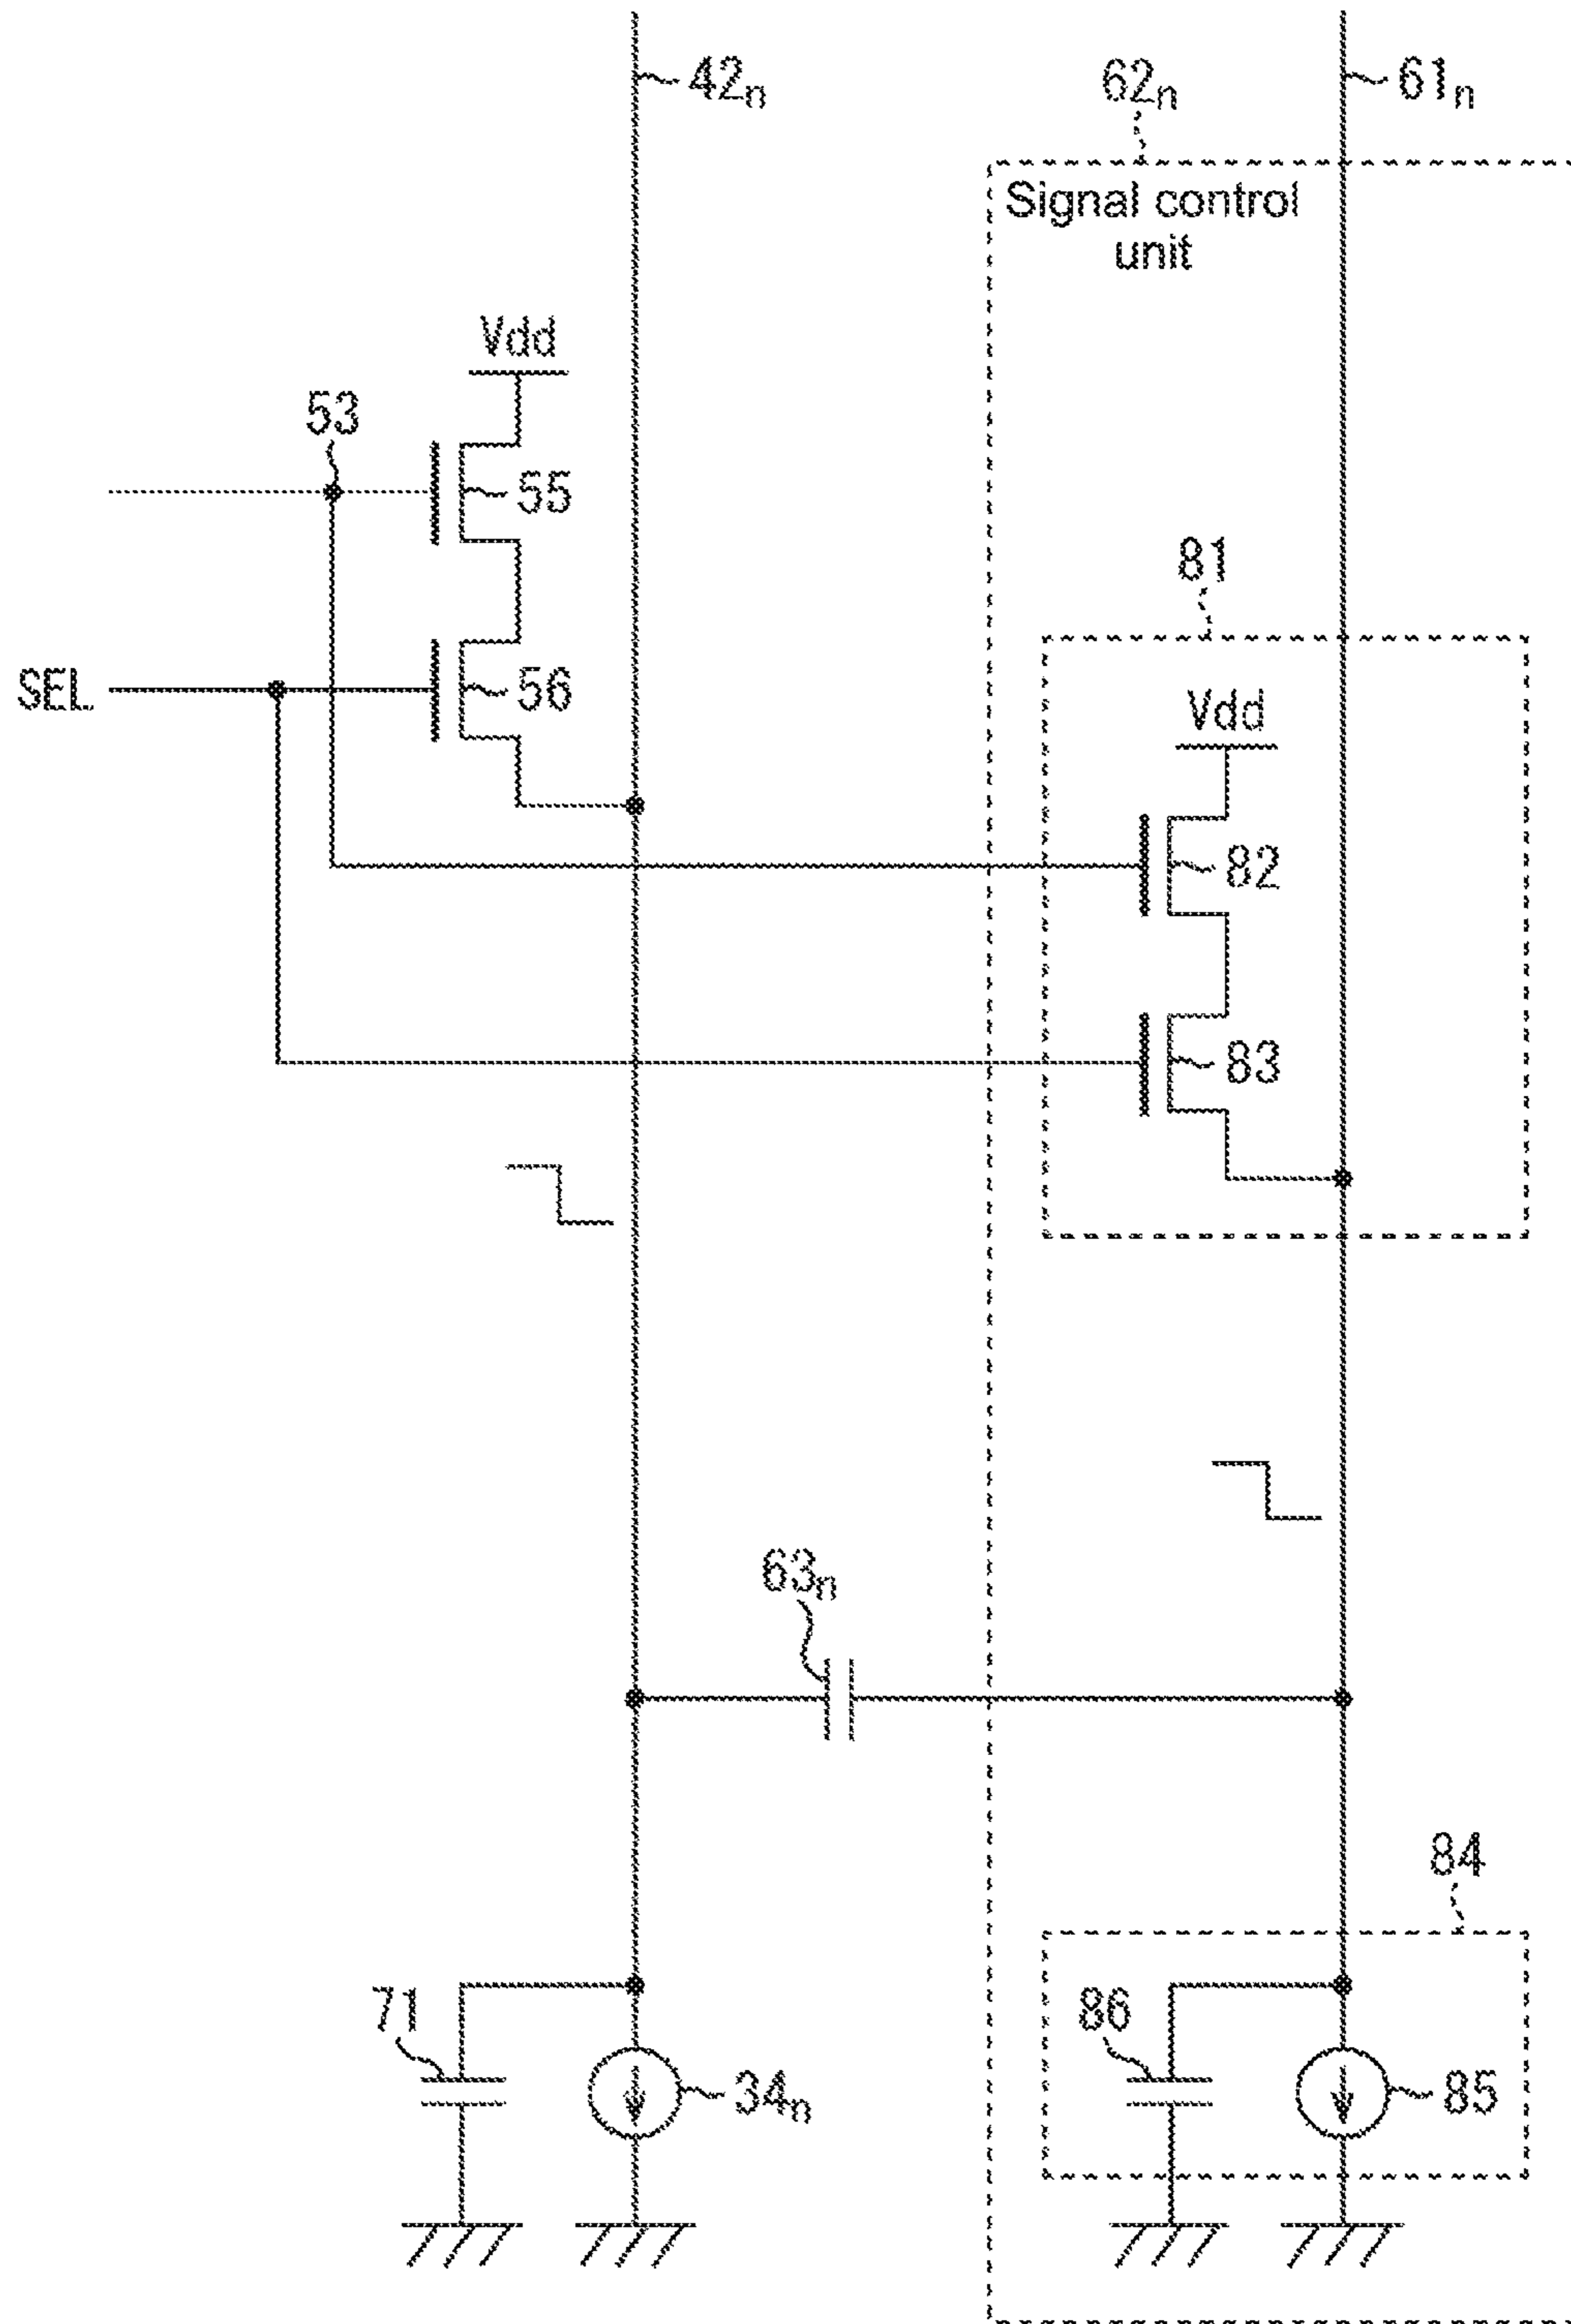 42n
62n
61n
Signal control
unit
Vdd
53
55
81
SEL
56
Vdd
82
83
63n
84
71
86
34n
85